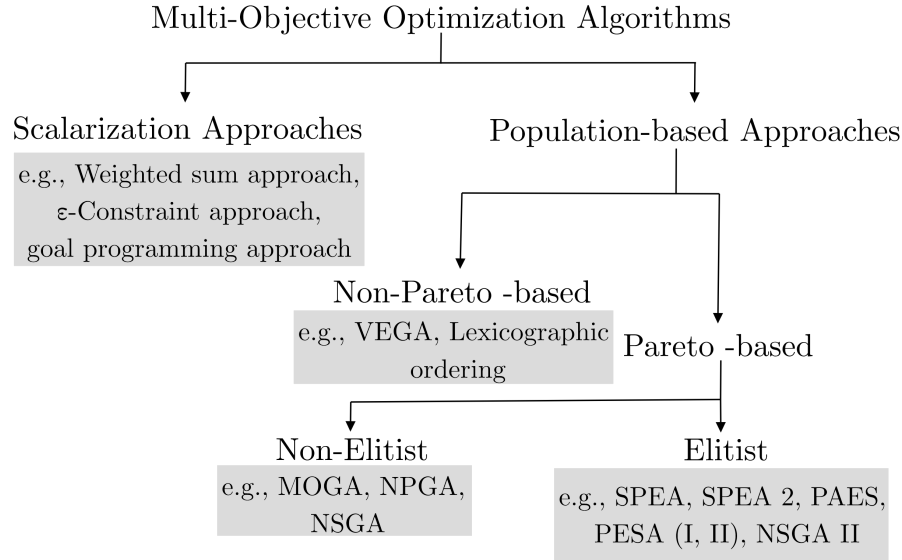 Multi-Objective Optimization Algorithms
Scalarization Approaches
e.g., Weighted sum approach,
ε-Constraint approach,
goal programming approach
Population-based Approaches
Non-Pareto -based
e.g., VEGA, Lexicographic
ordering
Pareto -based
Non-Elitist
e.g., MOGA, NPGA,
NSGA
Elitist
e.g., SPEA, SPEA 2, PAES,
PESA (I, II), NSGA II